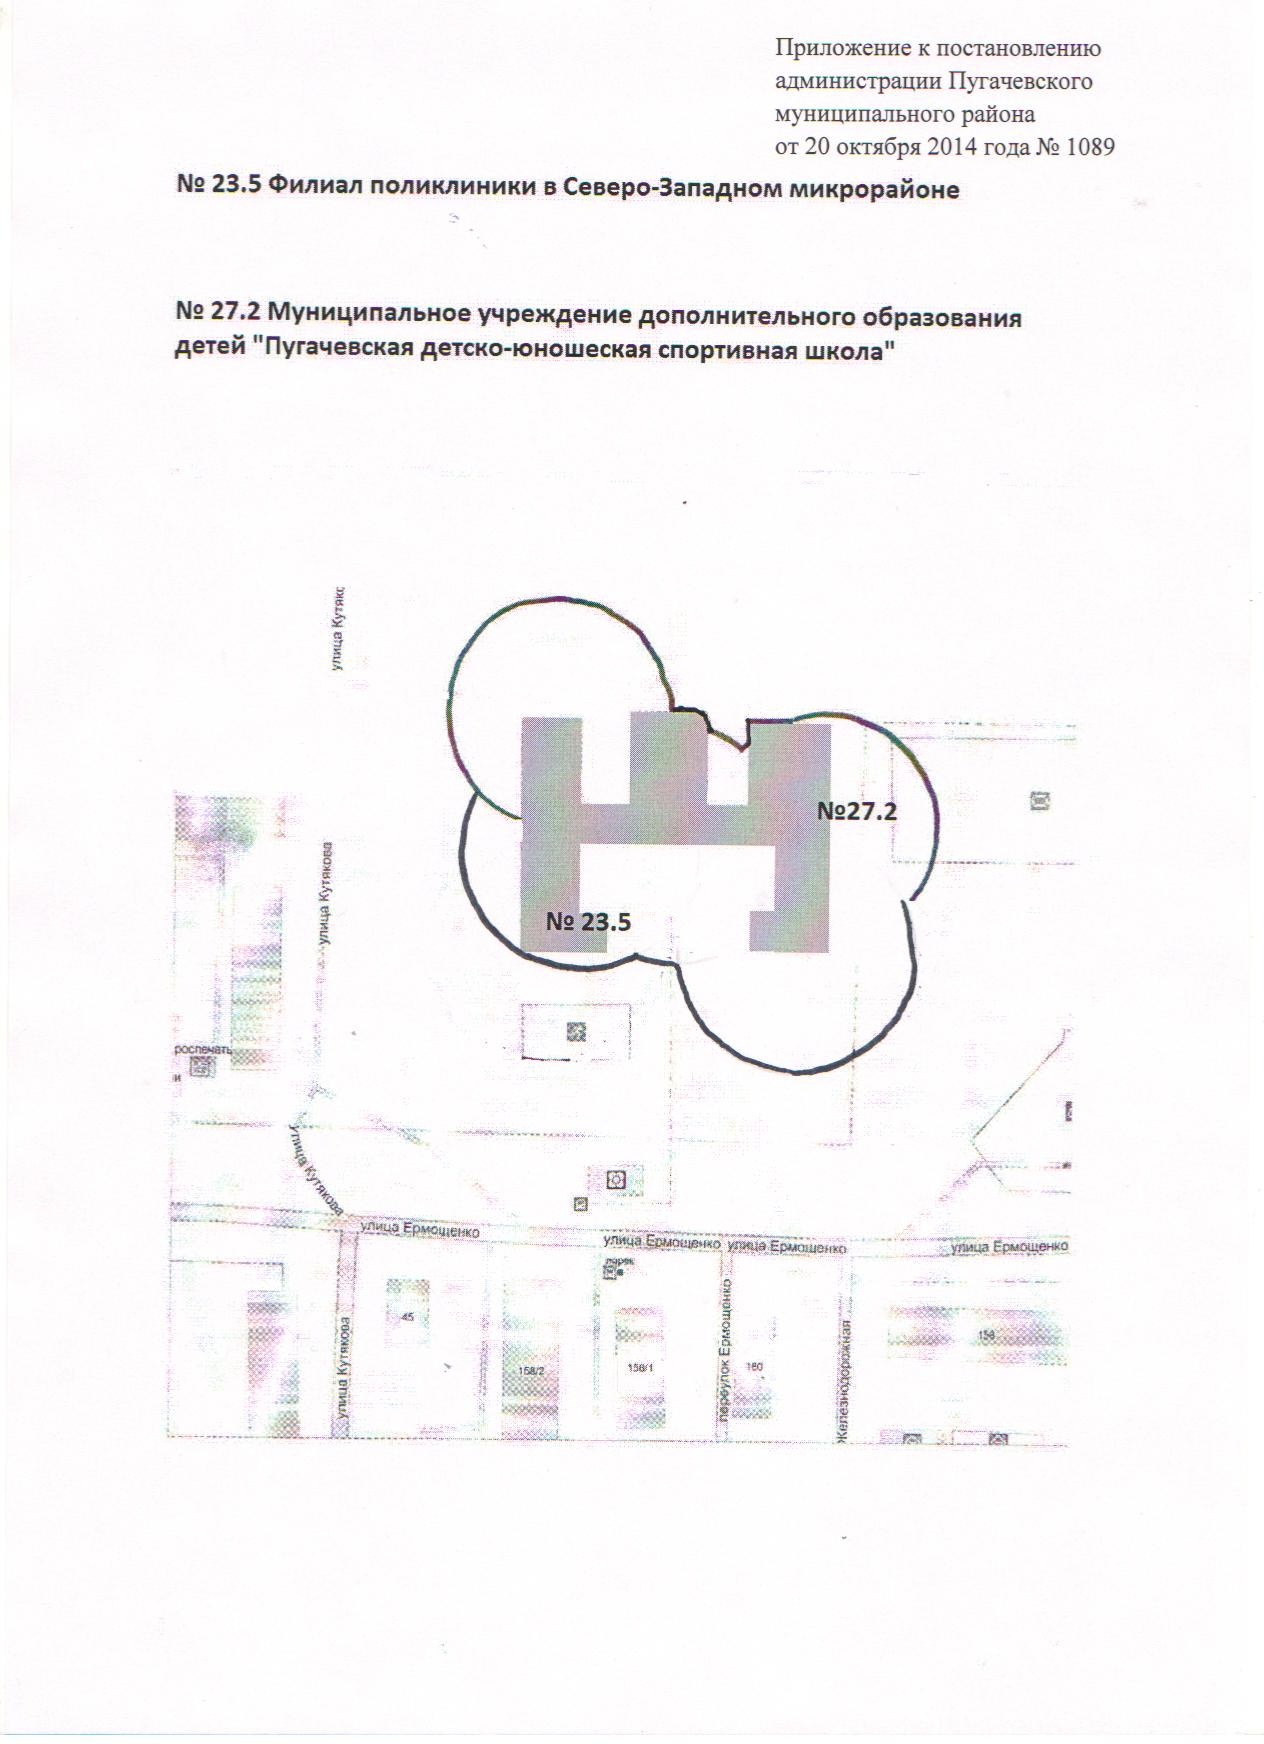 Приложение к постановлению
администрации Пугачевского
муниципального района
от 20 октября 2014 года № 1089
№ 23.5 Филиал поликлиники в Северо-Западном микрорайоне
№ 27.2 Муниципальное учреждение дополнительного образования
детей "Пугачевская детско-юношеская спортивная школа"
улица Кутякс
№27.2
улица Кутякова
№ 23.5
роспечать
и
улица Кутякова
улица Ермощенко
улица Ермощенко
улица Ермощенко
улица Ермощенко
ларек
45
158/2
156/1
переулок Ермощенко
160
156
улица Кутякова
Железнодорожная